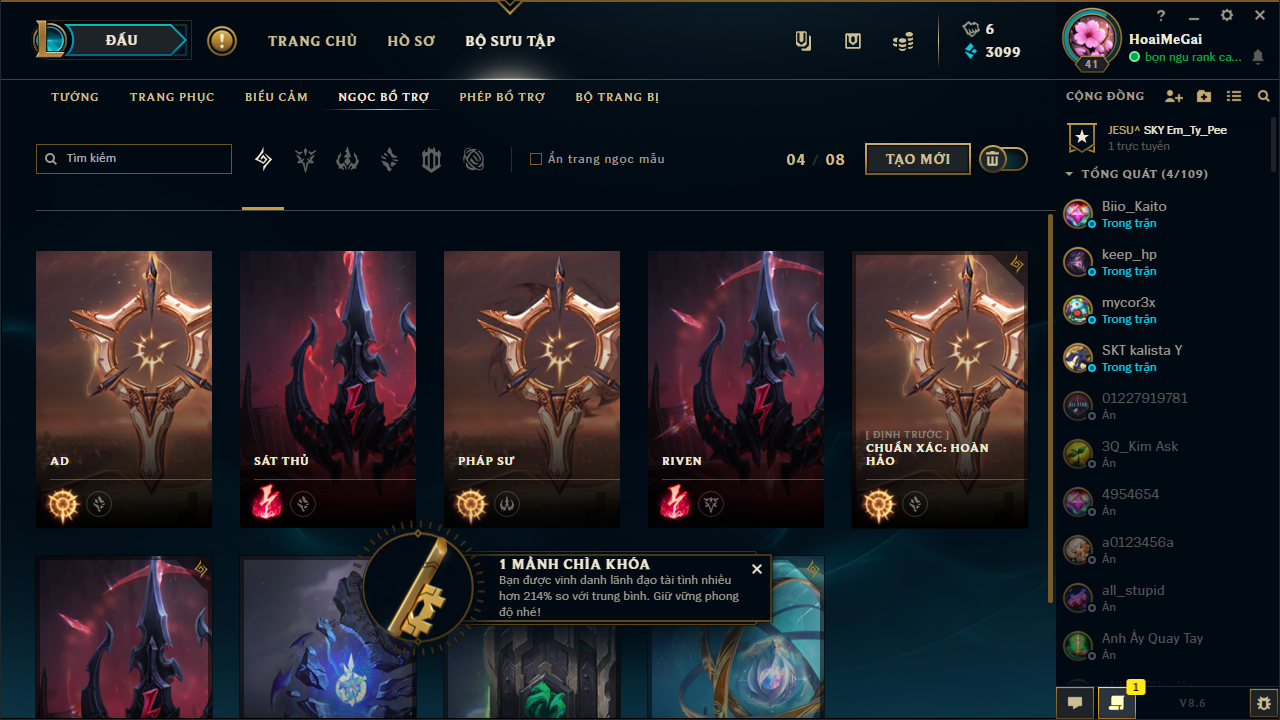 ĐẤU
TRANG CHỦ
HỒ SƠ
BỘ SƯU TẬP
6
3099
41
HoaiMeGai
bọn ngu rank ca...
TƯỚNG
TRANG PHỤC
BIỂU CẢM
NGỌC BỔ TRỢ
PHÉP BỔ TRỢ
BỘ TRANG BỊ
CỘNG ĐỒNG
Tìm kiếm
Ẩn trang ngọc mẫu
04 / 08
TẠO MỚI
JESU^ SKY Em_Ty_Pee
1 trực tuyến
TỔNG QUÁT (4/109)
Biio_Kaito
Trong trận
keep_hp
Trong trận
mycor3x
Trong trận
SKT kalista Y
Trong trận
01227919781
Ẩn
3Q_Kim Ask
Ẩn
4954654
Ẩn
a0123456a
Ẩn
all_stupid
Ẩn
Anh Ấy Quay Tay
Ẩn
AD
SÁT THỦ
PHÁP SƯ
RIVEN
[ ĐỊNH TRƯỚC ]
CHUẨN XÁC: HOÀN
HẢO
1 MẢNH CHÌA KHÓA
Bạn được vinh danh lãnh đạo tài tình nhiều
hơn 214% so với trung bình. Giữ vững phong
độ nhé!
1
V8.6